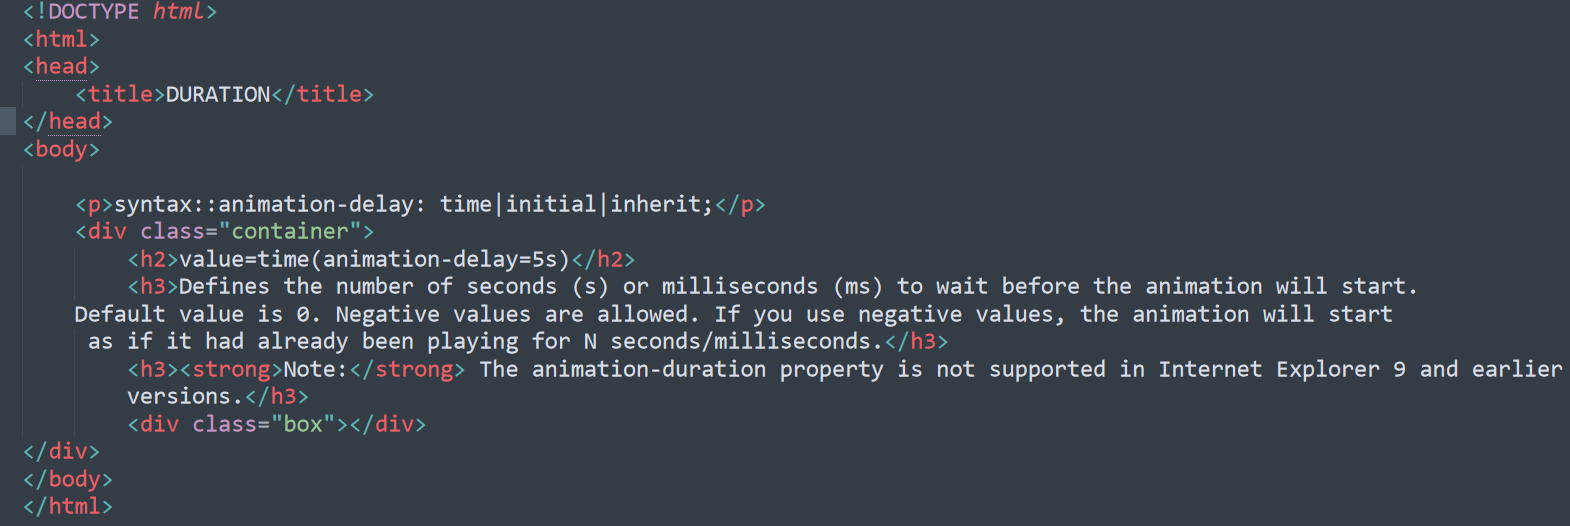 <!DOCTYPE html>
<html>
<head>
    <title>DURATION</title>
</head>
<body>

    <p>syntax::animation-delay: time|initial|inherit;</p>
    <div class="container">
        <h2>value=time(animation-delay=5s)</h2>
        <h3>Defines the number of seconds (s) or milliseconds (ms) to wait before the animation will start.
    Default value is 0. Negative values are allowed. If you use negative values, the animation will start
     as if it had already been playing for N seconds/milliseconds.</h3>
        <h3><strong>Note:</strong> The animation-duration property is not supported in Internet Explorer 9 and earlier
        versions.</h3>
        <div class="box"></div>
</div>
</body>
</html>